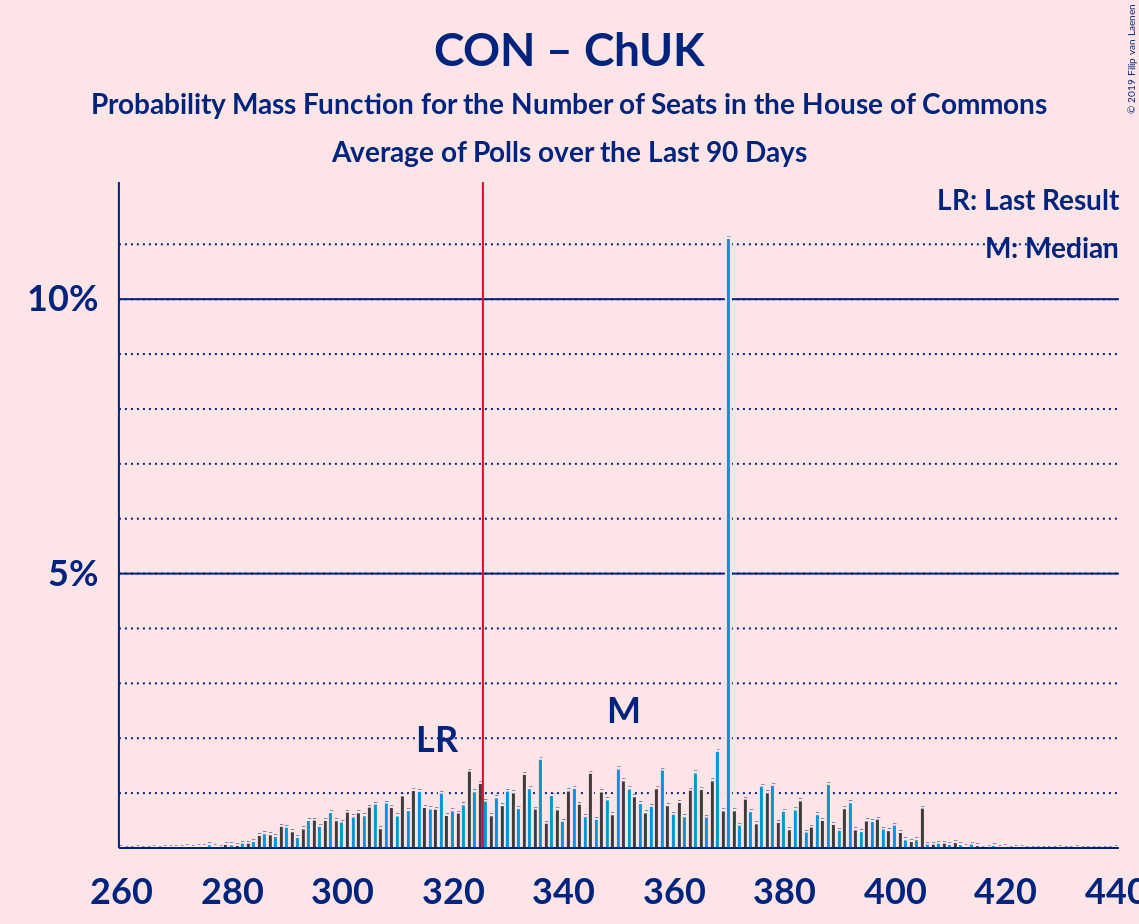 CON – ChUK
Probability Mass Function for the Number of Seats in the House of Commons
Average of Polls over the Last 90 Days
© 2019 Filip van Laenen
LR: Last Result
M: Median
10%
5%
M
LR
260 280 300 320 340 360 380 400 420 440